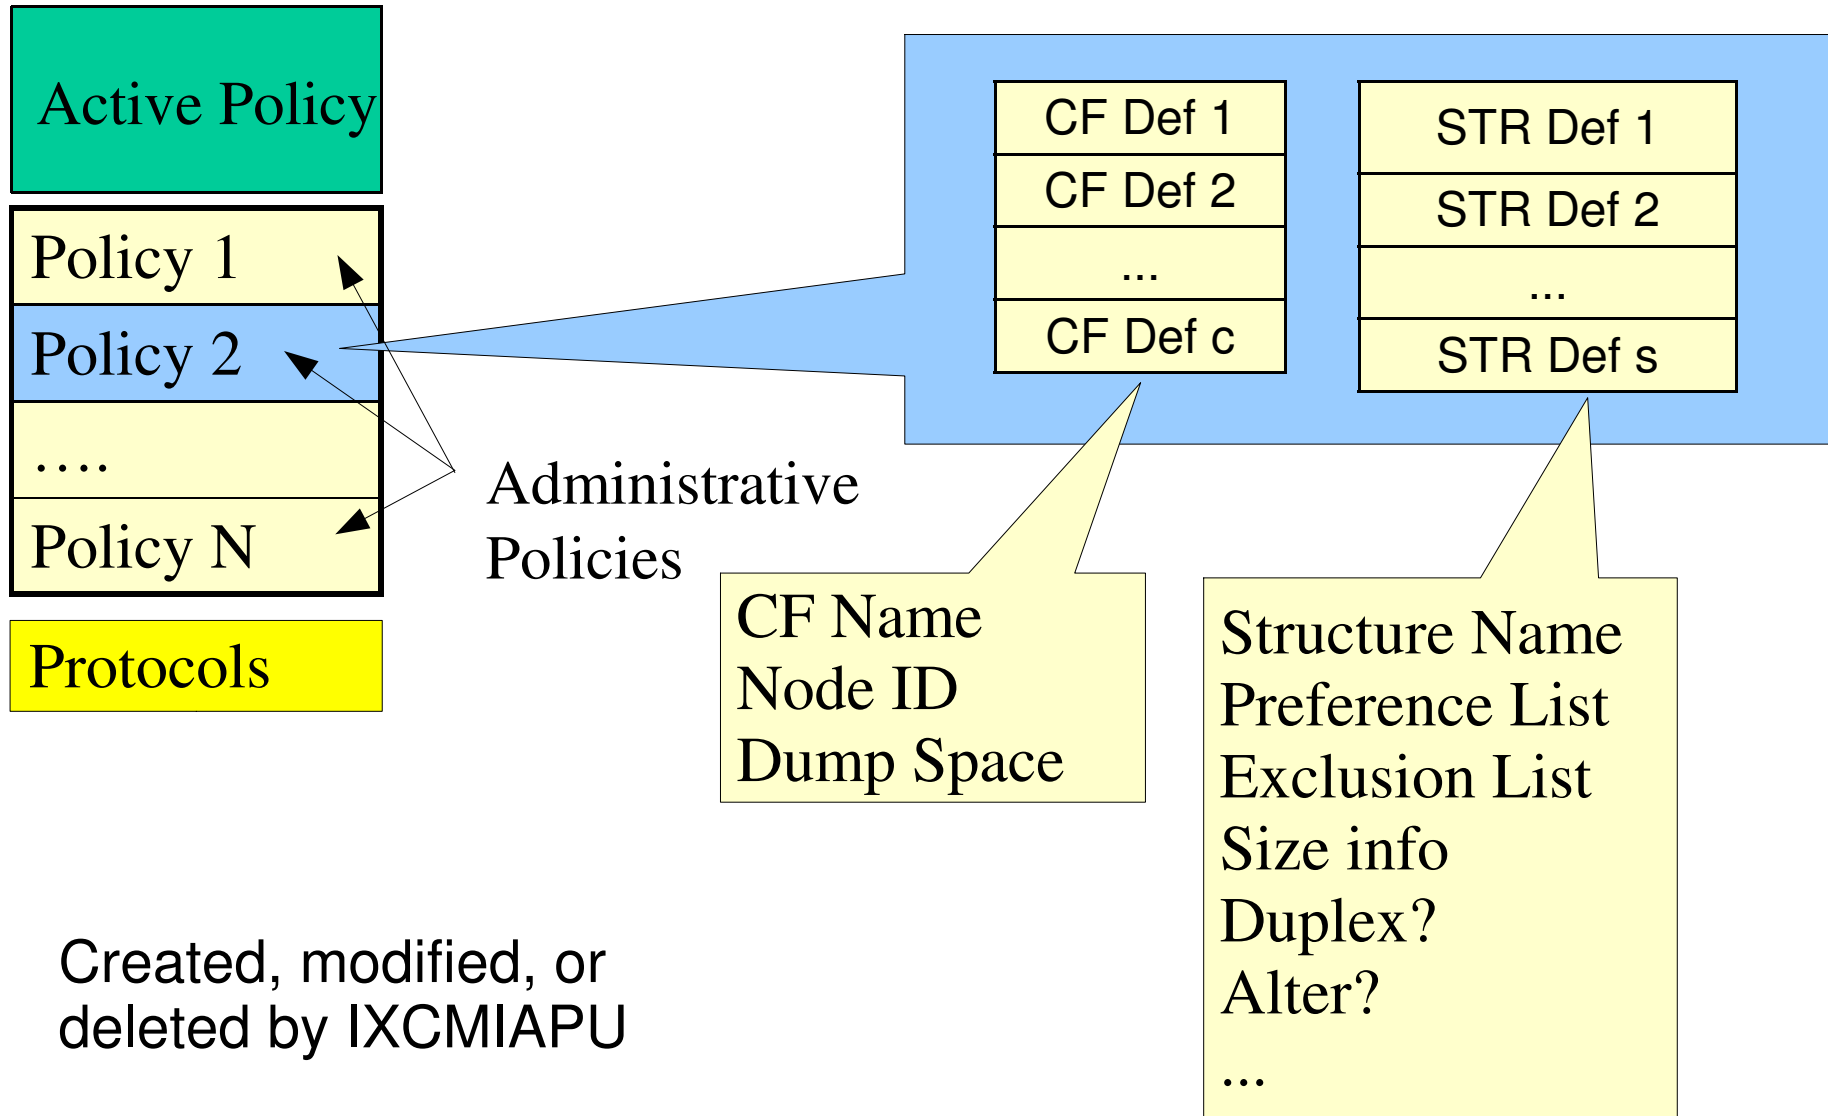 Active Policy
Policy 1
Policy 2
....
Policy N
Protocols
Administrative
Policies
CF Def 1
CF Def 2
...
CF Def c
STR Def 1
STR Def 2
...
STR Def s
CF Name
Node ID
Dump Space
Structure Name
Preference List
Exclusion List
Size info
Duplex?
Alter?
...
Created, modified, or
deleted by IXCMIAPU